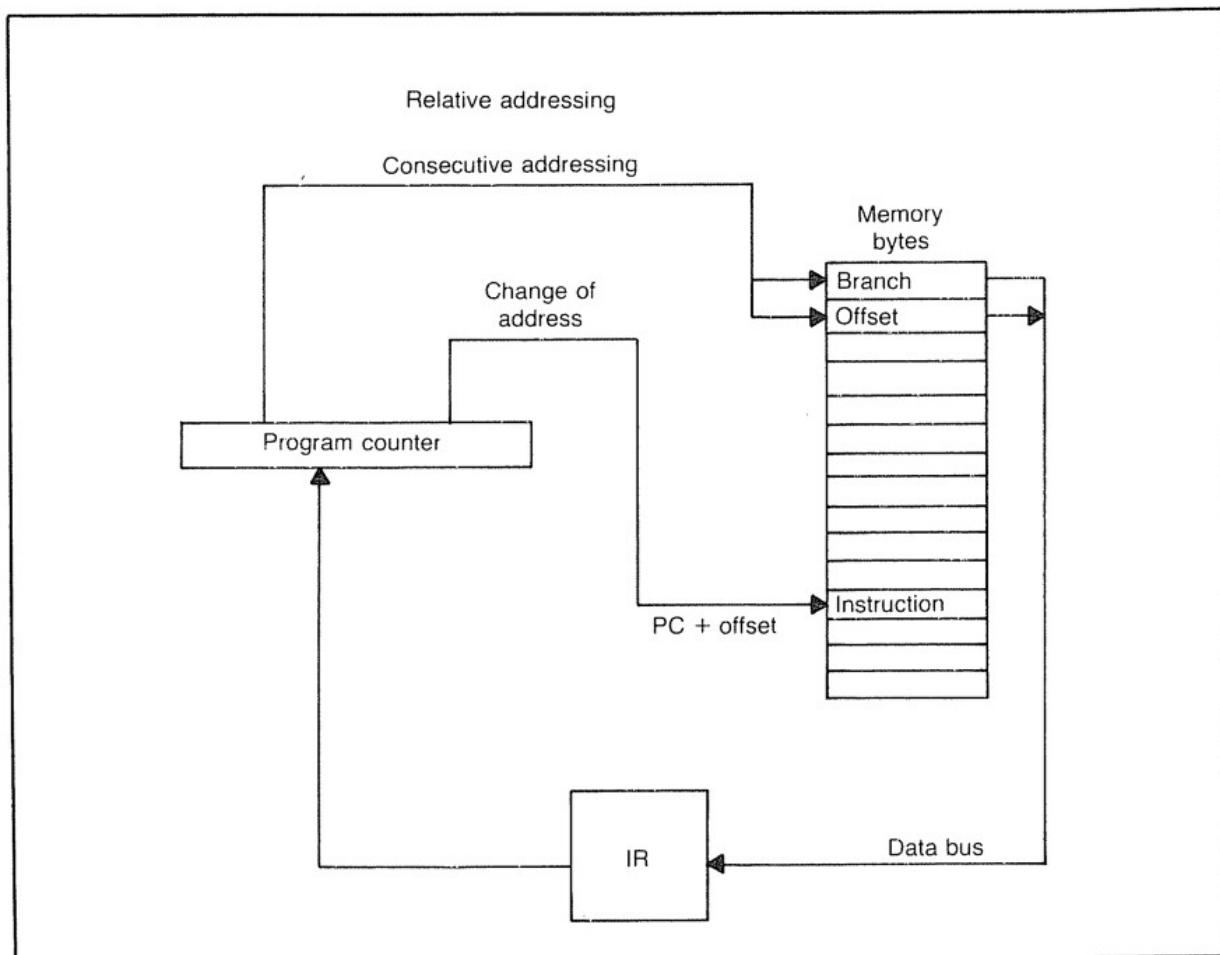 Relative addressing
Consecutive addressing
Memory
bytes
Branch
Change of
address
Offset
Program counter
Instruction
PC + offset
IR
Data bus